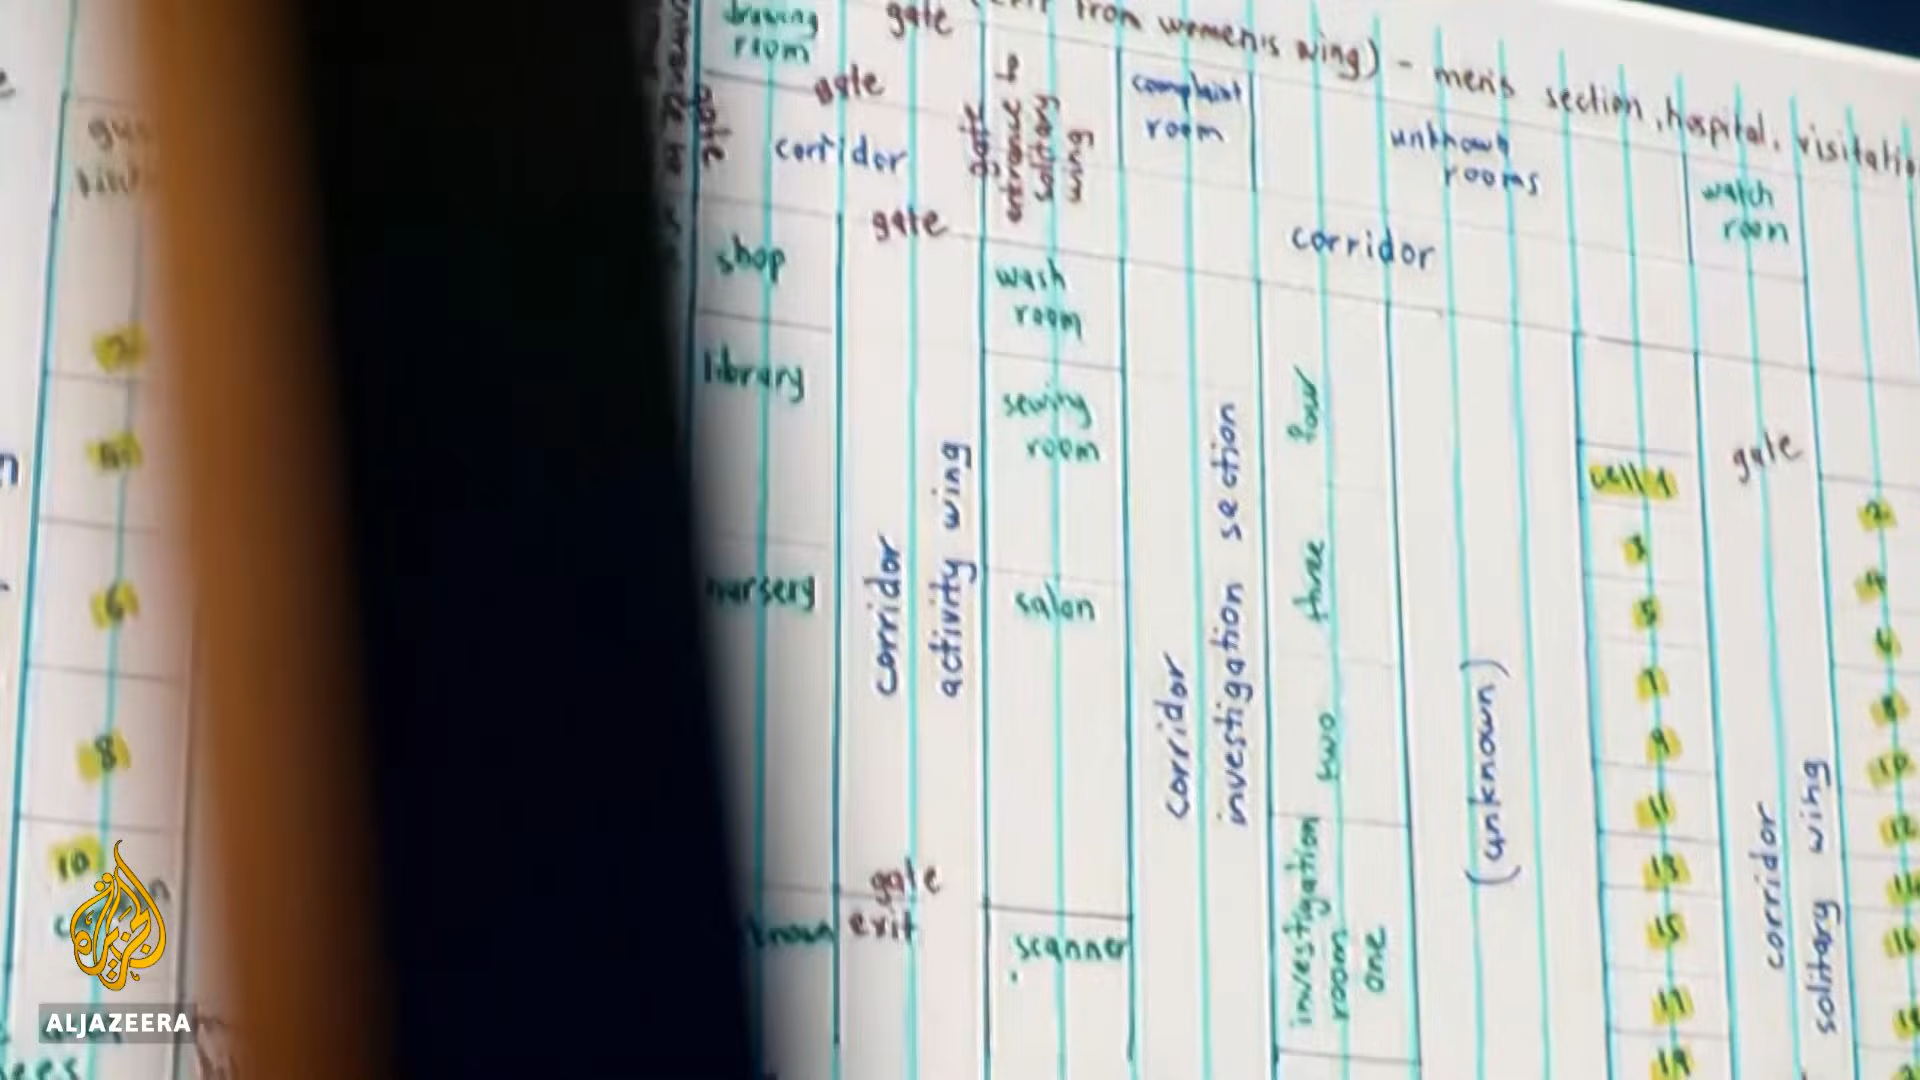 drawing
room
gate
from women's wing) - men's section, hospital, visitatio
gate
corridor
gate
entrance to
solitary
wing
complaint
room
unknown
rooms
watch
room
gate
shop
wash
room
corridor
library
sewing
room
four
gate
cell 1
2
3
4
5
6
7
8
9
10
11
12
13
15
16
17
19
nursery
corridor
activity wing
salon
corridor
investigation section
three
two
investigation
room
one
(unknown)
corridor
solitary wing
gate
exit
scanner
6
8
10
الجزيرة
ALJAZEERA